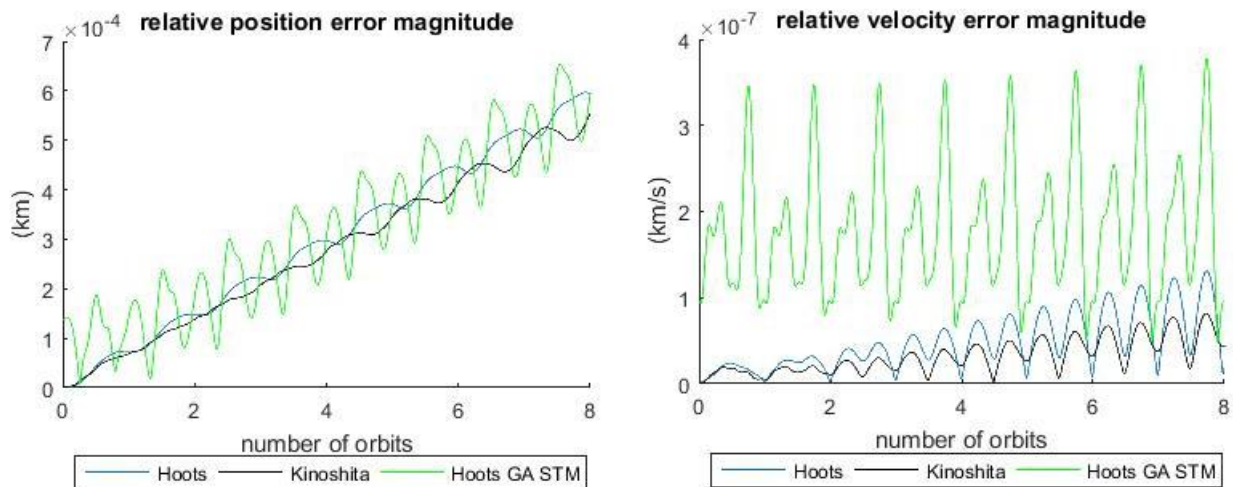 relative position error magnitude
×10⁻⁴
7
6
5
4
3
2
1
0
(km)
0 2 4 6 8
number of orbits
Hoots Kinoshita Hoots GA STM
relative velocity error magnitude
×10⁻⁷
4
3
2
1
0
(km/s)
0 2 4 6 8
number of orbits
Hoots Kinoshita Hoots GA STM